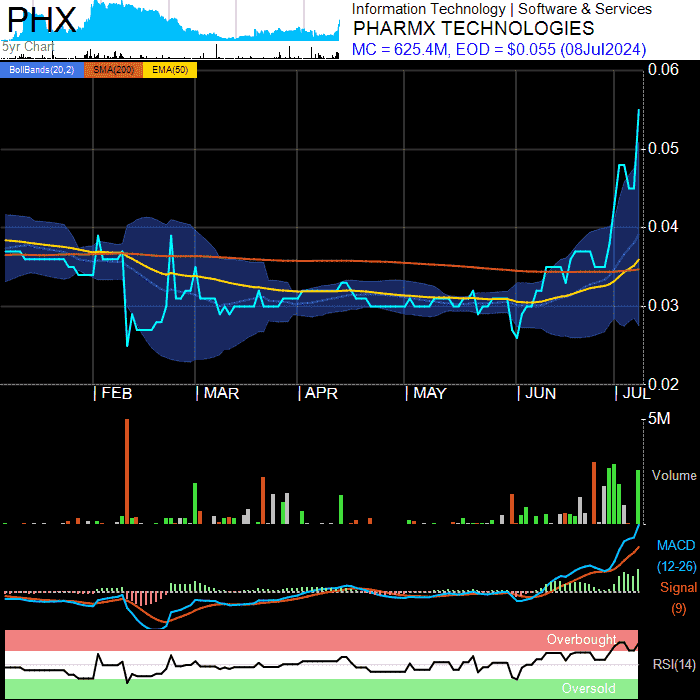 PHX
5yr Chart
Information Technology | Software & Services
PHARMX TECHNOLOGIES
MC = 625.4M, EOD = $0.055 (08Jul2024)
BollBands(20,2) SMA(200) EMA(50)
0.06
0.05
0.04
0.03
0.02
| FEB | MAR | APR | MAY | JUN | JUL
5M
Volume
MACD
(12-26)
Signal
(9)
Overbought
RSI(14)
Oversold